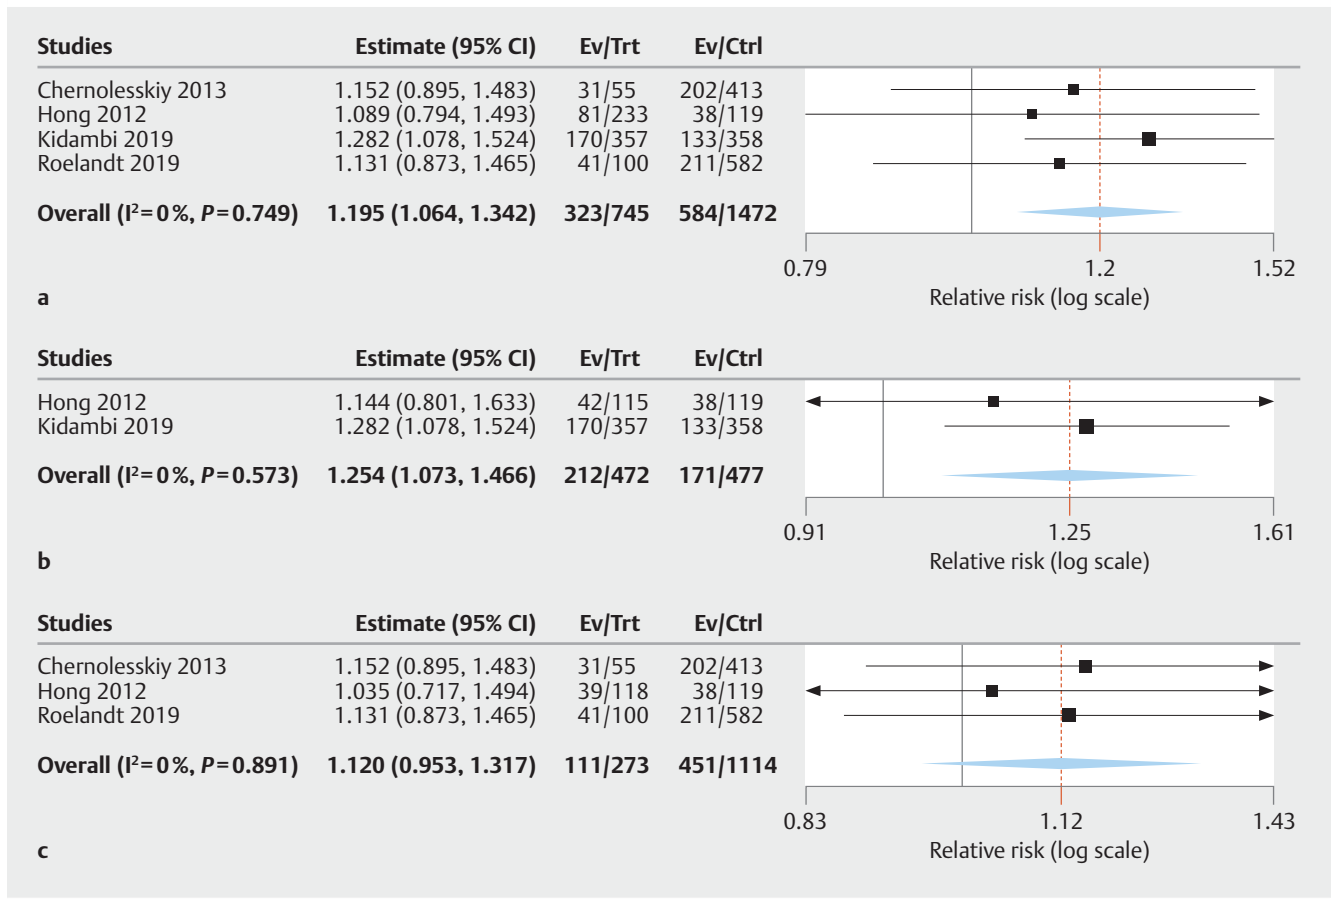 Studies Estimate (95% CI) Ev/Trt Ev/Ctrl
Chernolesskiy 2013 1.152 (0.895, 1.483) 31/55 202/413
Hong 2012 1.089 (0.794, 1.493) 81/233 38/119
Kidambi 2019 1.282 (1.078, 1.524) 170/357 133/358
Roelandt 2019 1.131 (0.873, 1.465) 41/100 211/582
Overall (I²=0%, P=0.749) 1.195 (1.064, 1.342) 323/745 584/1472
0.79 1.2 1.52
Relative risk (log scale)
a
Studies Estimate (95% CI) Ev/Trt Ev/Ctrl
Hong 2012 1.144 (0.801, 1.633) 42/115 38/119
Kidambi 2019 1.282 (1.078, 1.524) 170/357 133/358
Overall (I²=0%, P=0.573) 1.254 (1.073, 1.466) 212/472 171/477
0.91 1.25 1.61
Relative risk (log scale)
b
Studies Estimate (95% CI) Ev/Trt Ev/Ctrl
Chernolesskiy 2013 1.152 (0.895, 1.483) 31/55 202/413
Hong 2012 1.035 (0.717, 1.494) 39/118 38/119
Roelandt 2019 1.131 (0.873, 1.465) 41/100 211/582
Overall (I²=0%, P=0.891) 1.120 (0.953, 1.317) 111/273 451/1114
0.83 1.12 1.43
Relative risk (log scale)
c